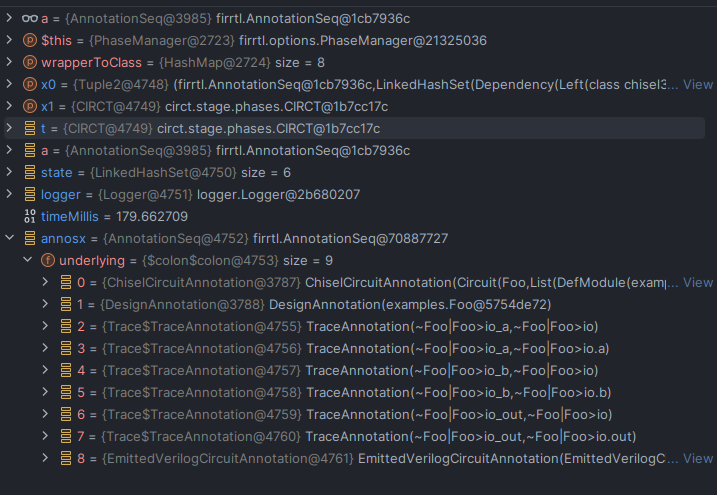 a = {AnnotationSeq@3985} firrtl.AnnotationSeq@1cb7936c
$this = {PhaseManager@2723} firrtl.options.PhaseManager@21325036
wrapperToClass = {HashMap@2724} size = 8
x0 = {Tuple2@4748} (firrtl.AnnotationSeq@1cb7936c,LinkedHashSet(Dependency(Left(class chisel3... View
x1 = {CIRCT@4749} circt.stage.phases.CIRCT@1b7cc17c
t = {CIRCT@4749} circt.stage.phases.CIRCT@1b7cc17c
a = {AnnotationSeq@3985} firrtl.AnnotationSeq@1cb7936c
state = {LinkedHashSet@4750} size = 6
logger = {Logger@4751} logger.Logger@2b680207
10 01 timeMillis = 179.662709
annosx = {AnnotationSeq@4752} firrtl.AnnotationSeq@70887727
underlying = {$colon$colon@4753} size = 9
0 = {ChiselCircuitAnnotation@3787} ChiselCircuitAnnotation(Circuit(Foo,List(DefModule(examp... View
1 = {DesignAnnotation@3788} DesignAnnotation(examples.Foo@5754de72)
2 = {Trace$TraceAnnotation@4755} TraceAnnotation(~Foo|Foo>io_a,~Foo|Foo>io)
3 = {Trace$TraceAnnotation@4756} TraceAnnotation(~Foo|Foo>io_a,~Foo|Foo>io.a)
4 = {Trace$TraceAnnotation@4757} TraceAnnotation(~Foo|Foo>io_b,~Foo|Foo>io)
5 = {Trace$TraceAnnotation@4758} TraceAnnotation(~Foo|Foo>io_b,~Foo|Foo>io.b)
6 = {Trace$TraceAnnotation@4759} TraceAnnotation(~Foo|Foo>io_out,~Foo|Foo>io)
7 = {Trace$TraceAnnotation@4760} TraceAnnotation(~Foo|Foo>io_out,~Foo|Foo>io.out)
8 = {EmittedVerilogCircuitAnnotation@4761} EmittedVerilogCircuitAnnotation(EmittedVerilogC... View